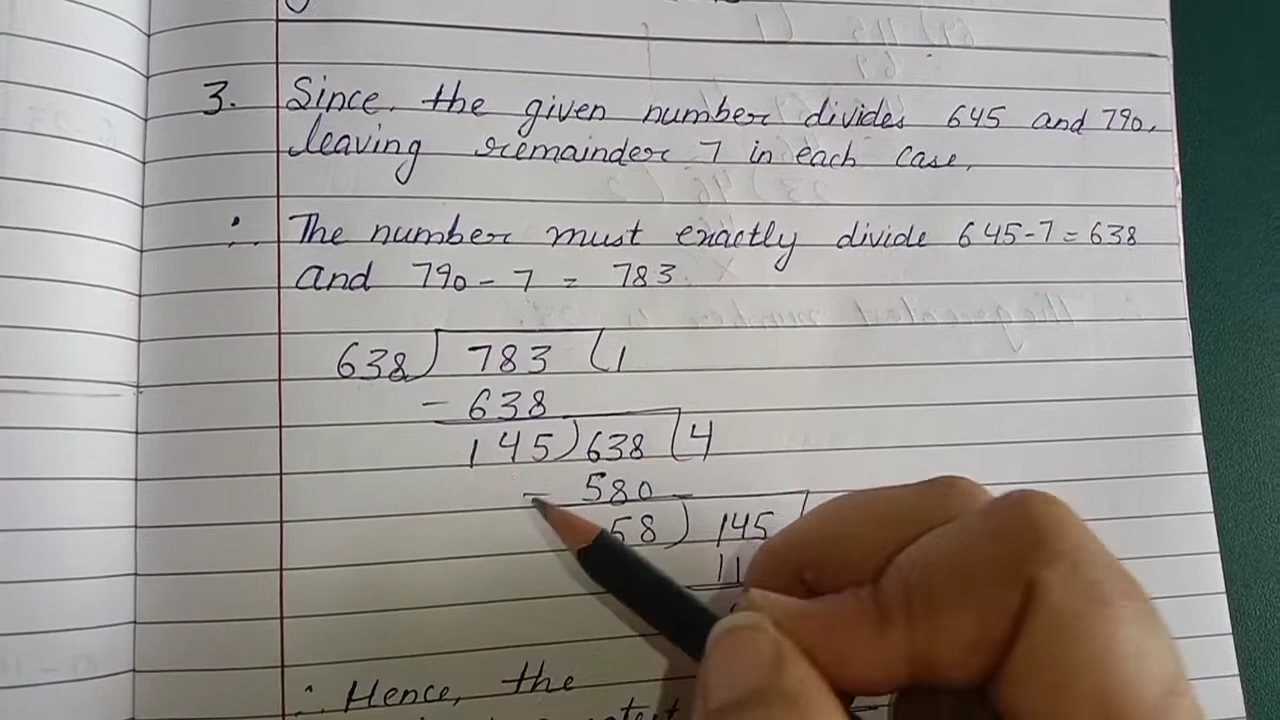 3. Since, the given number divides 645 and 790,
leaving remainder 7 in each case,
∴ The number must exactly divide 645-7=638
and 790-7 = 783.
638) 783 (1
- 638
145) 638 (4
- 580
58) 145
11
∴ Hence, the